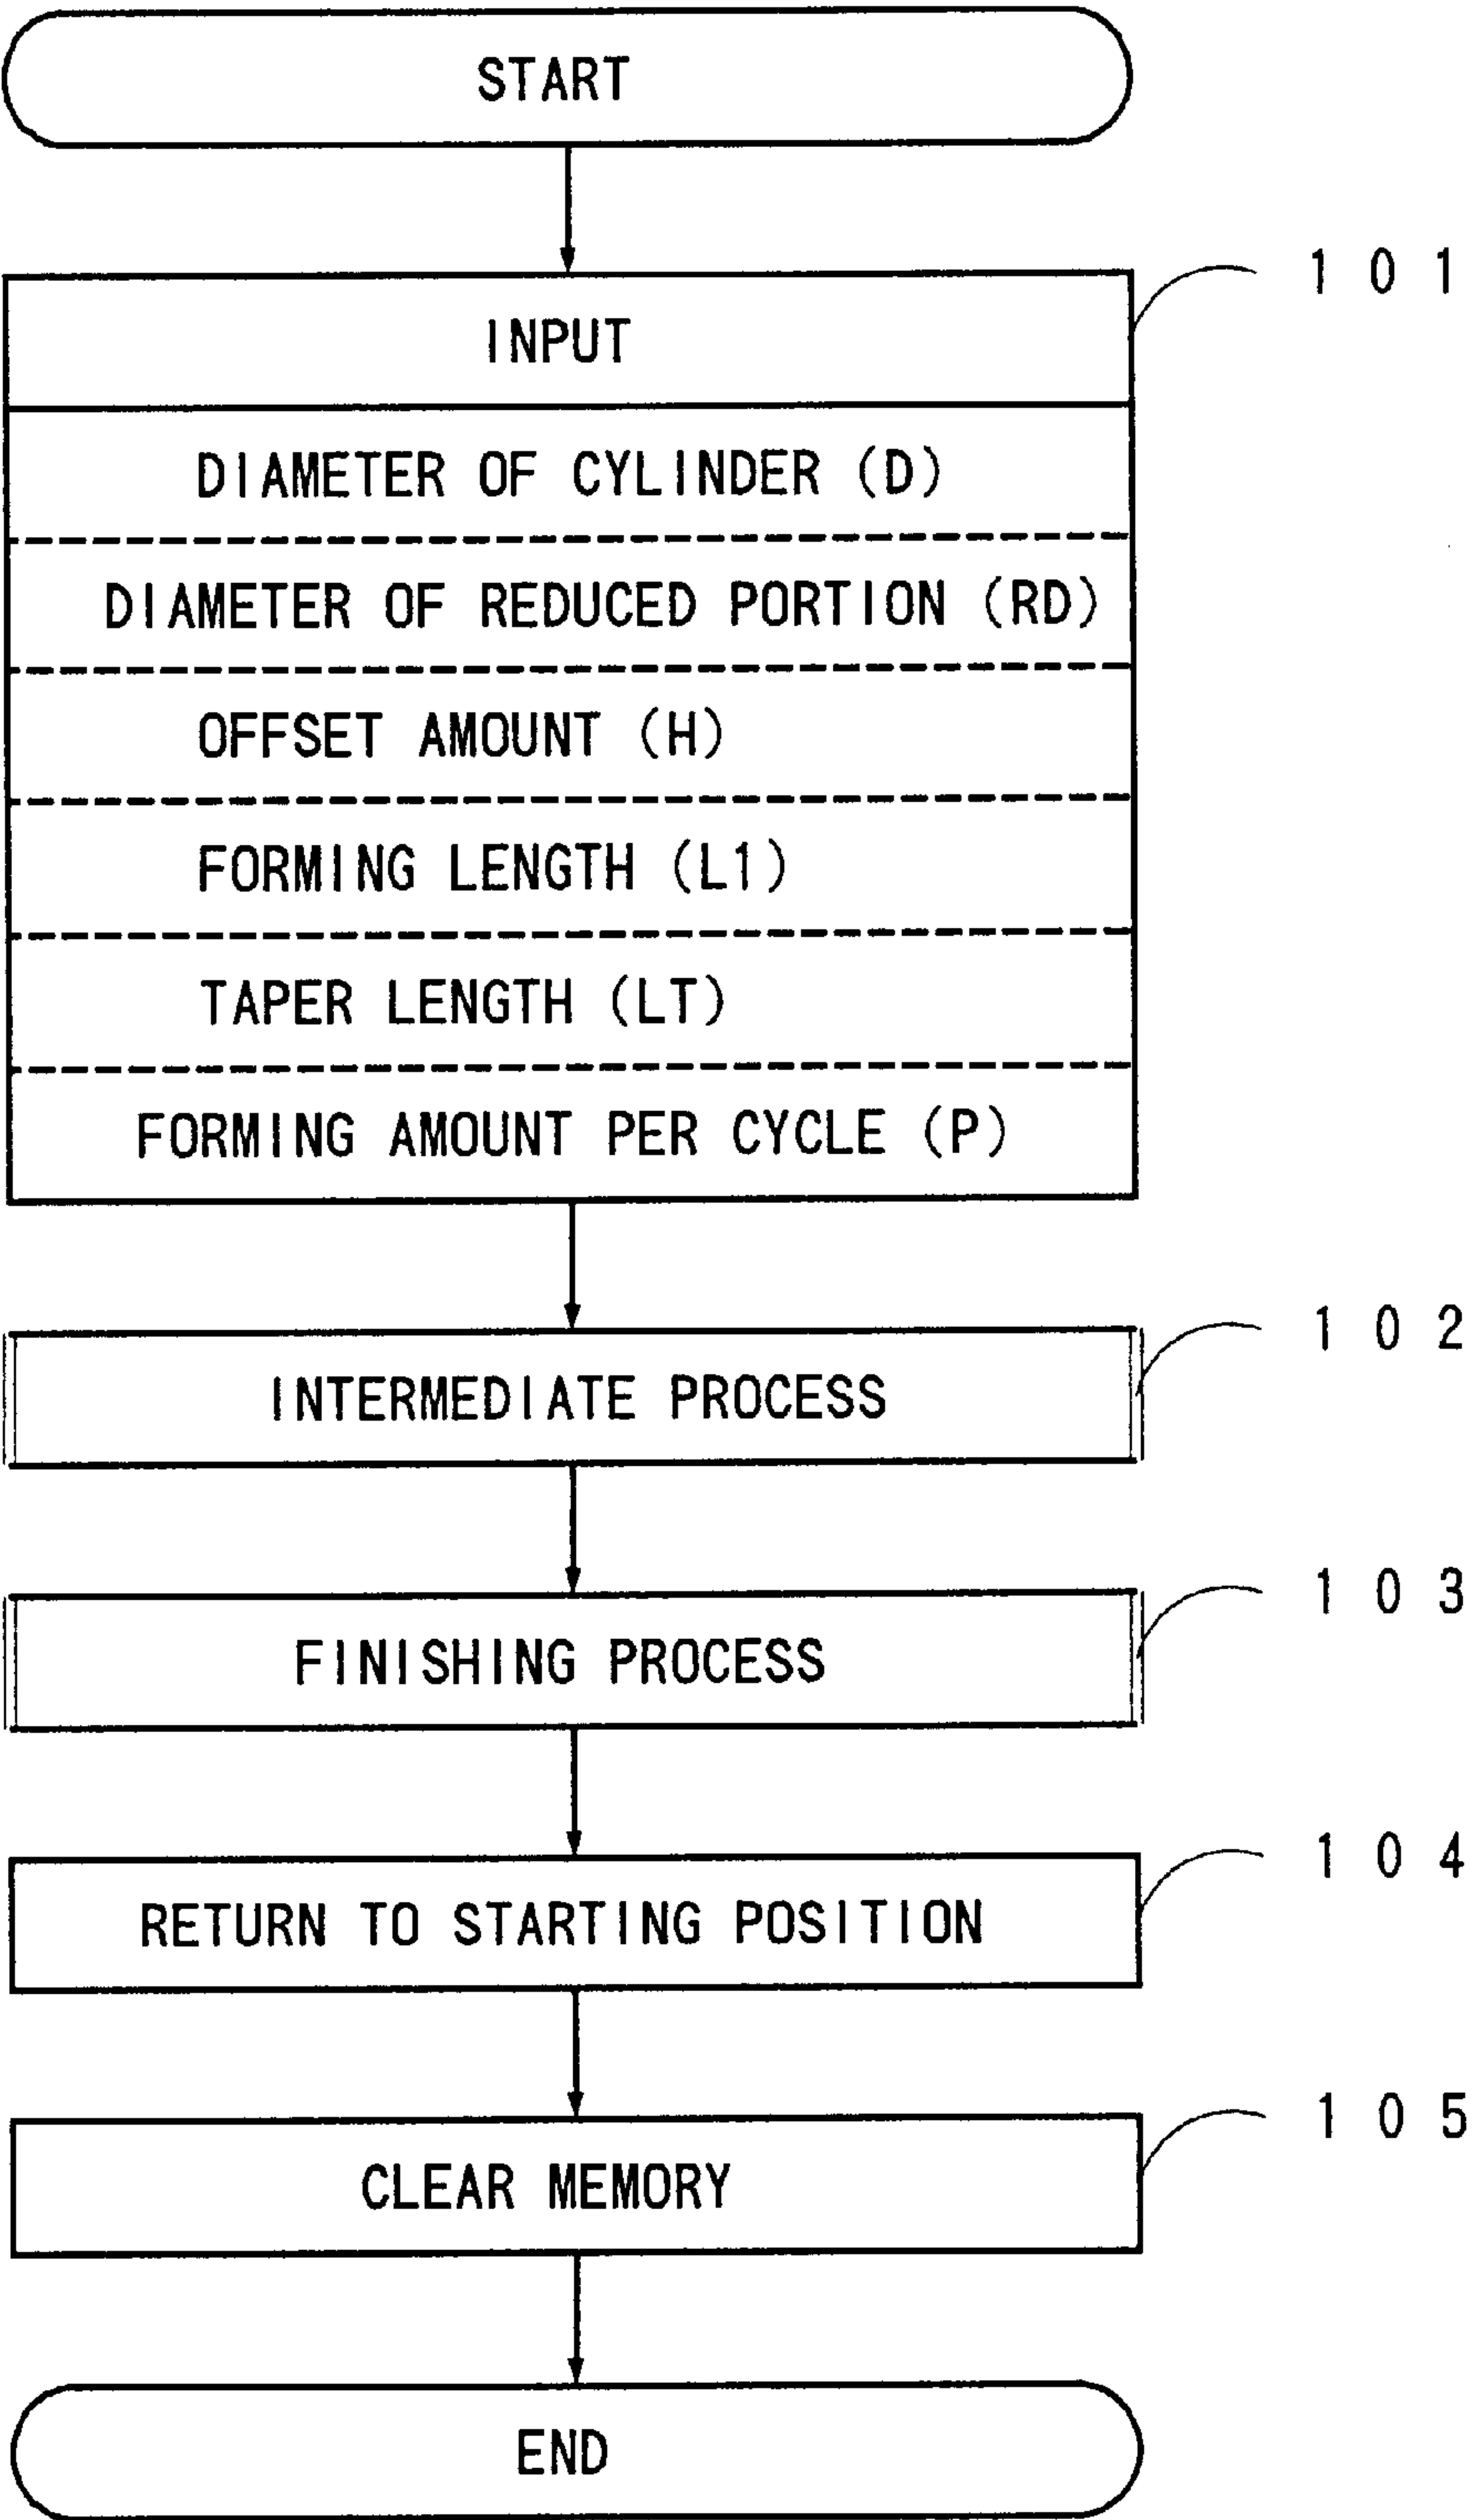 START
101
INPUT
DIAMETER OF CYLINDER (D)
DIAMETER OF REDUCED PORTION (RD)
OFFSET AMOUNT (H)
FORMING LENGTH (L1)
TAPER LENGTH (LT)
FORMING AMOUNT PER CYCLE (P)
102
INTERMEDIATE PROCESS
103
FINISHING PROCESS
104
RETURN TO STARTING POSITION
105
CLEAR MEMORY
END